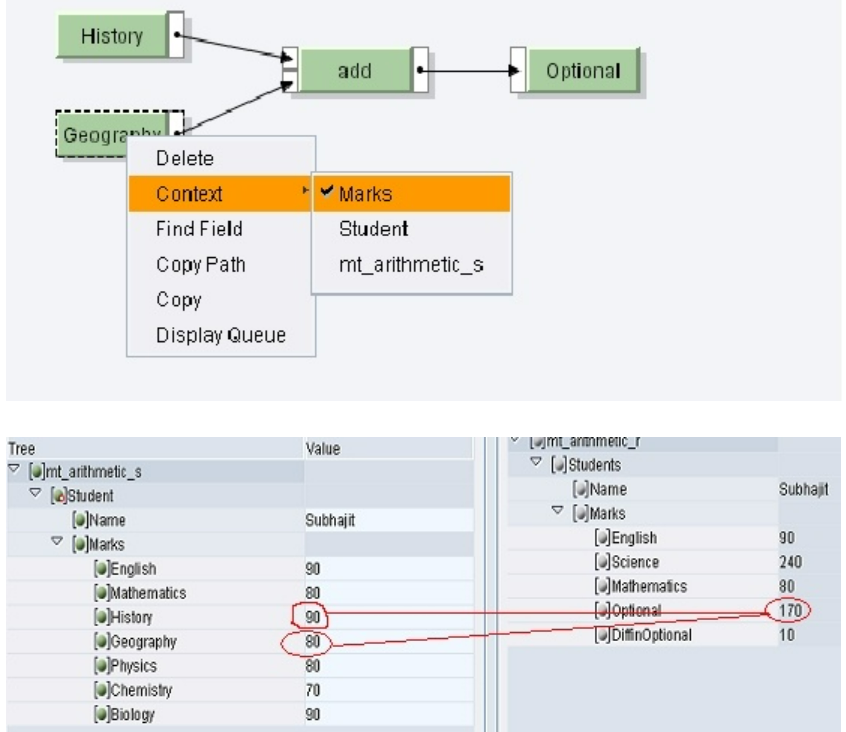 History
add
Optional
Geography
Delete
Context
Marks
Find Field
Student
Copy Path
mt_arithmetic_s
Copy
Display Queue
Tree Value
mt_arithmetic_s
Student
Name Subhajit
Marks
English 90
Mathematics 80
History 90
Geography 80
Physics 80
Chemistry 70
Biology 90
mt_arithmetic_r
Students
Name Subhajit
Marks
English 90
Science 240
Mathematics 80
Optional 170
DiffinOptional 10